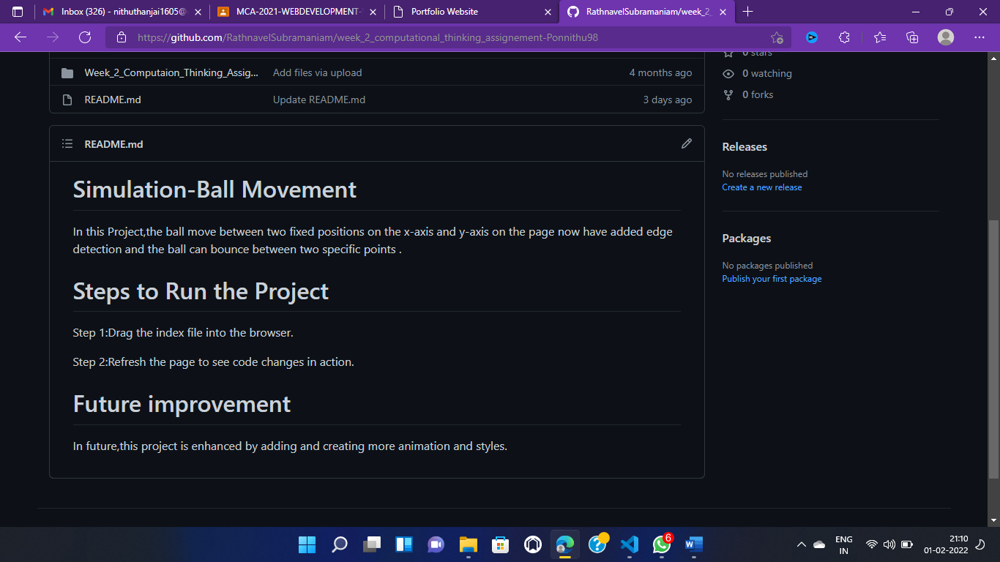 Inbox (326) - nithuthanjai1605@
MCA-2021-WEBDEVELOPMENT-
Portfolio Website
RathnavelSubramaniam/week_2_
https://github.com/RathnavelSubramaniam/week_2_computational_thinking_assignement-Ponnithu98
0 stars
Week_2_Computaion_Thinking_Assig... Add files via upload 4 months ago
0 watching
README.md Update README.md 3 days ago
0 forks
README.md
Simulation-Ball Movement
In this Project,the ball move between two fixed positions on the x-axis and y-axis on the page now have added edge
detection and the ball can bounce between two specific points .
Steps to Run the Project
Step 1:Drag the index file into the browser.
Step 2:Refresh the page to see code changes in action.
Future improvement
In future,this project is enhanced by adding and creating more animation and styles.
Releases
No releases published
Create a new release
Packages
No packages published
Publish your first package
6
ENG
IN
21:10
01-02-2022